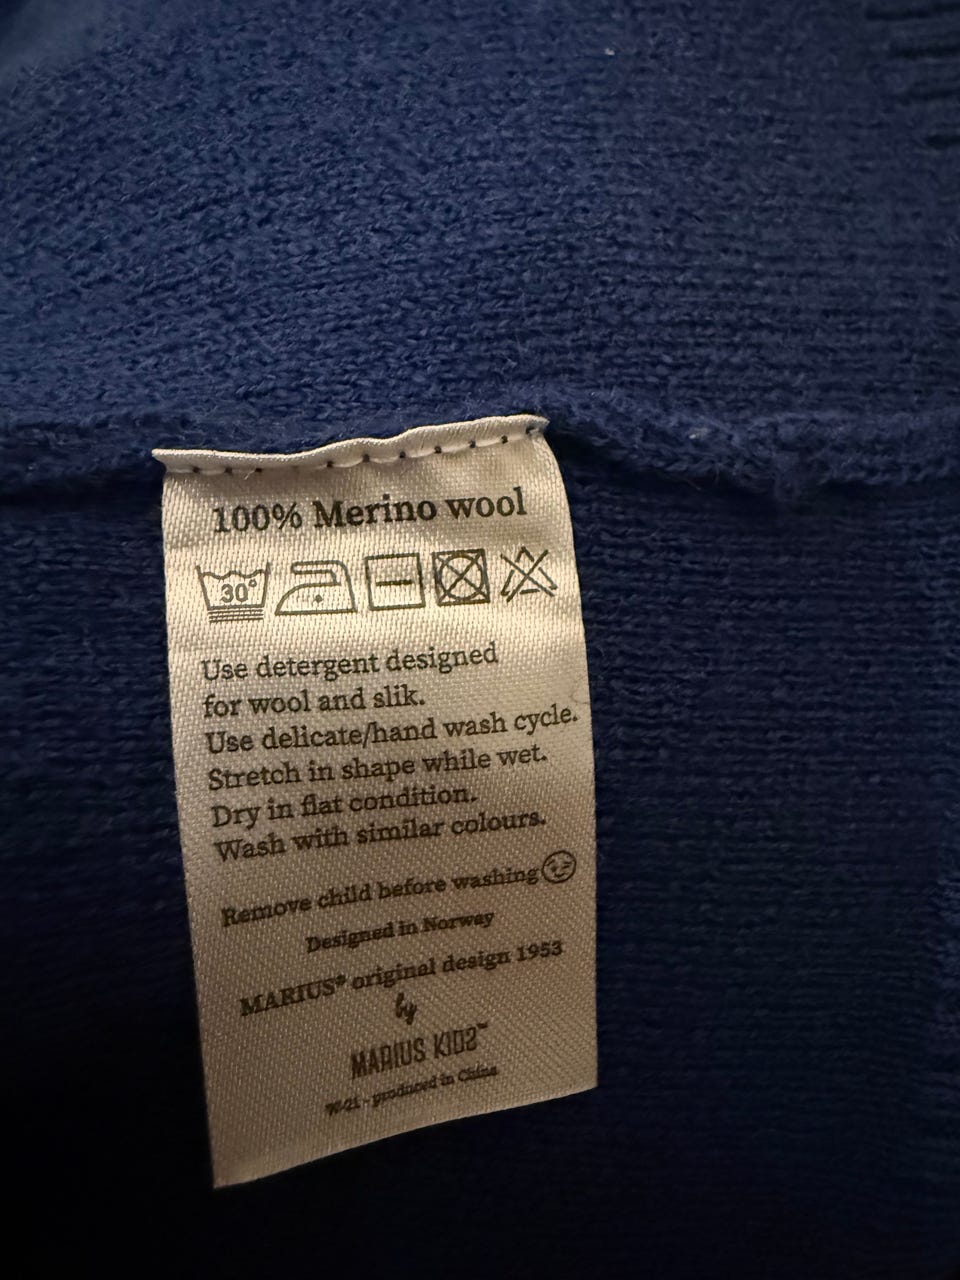 100% Merino wool
30°
Use detergent designed
for wool and slik.
Use delicate/hand wash cycle.
Stretch in shape while wet.
Dry in flat condition.
Wash with similar colours.
Remove child before washing
Designed in Norway
MARIUS® original design 1953
by
MARIUS KIDS™
W-21 - produced in China